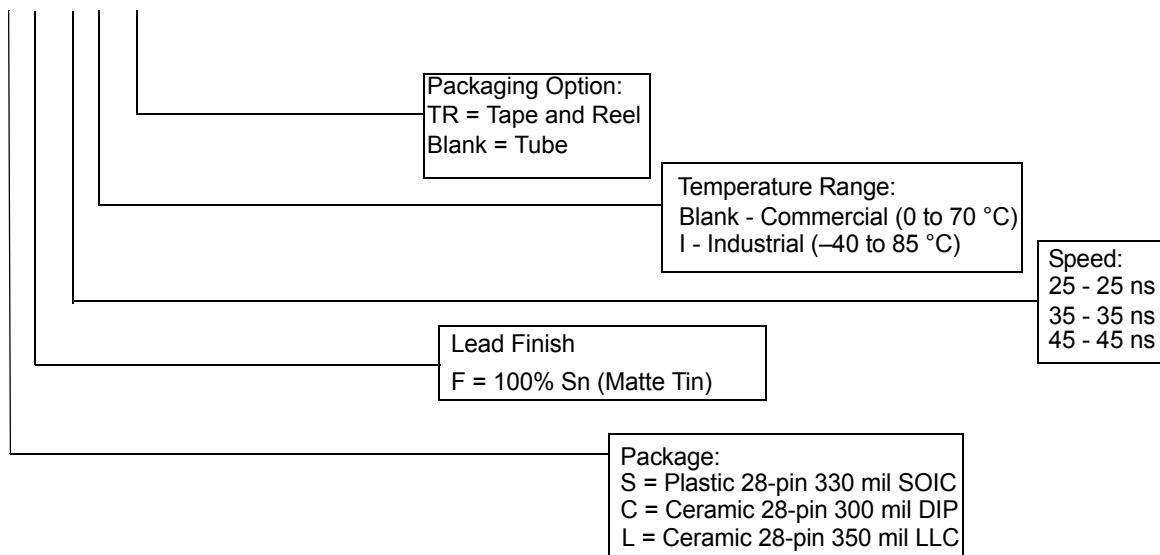 Packaging Option:
TR = Tape and Reel
Blank = Tube
Temperature Range:
Blank - Commercial (0 to 70 °C)
I - Industrial (–40 to 85 °C)
Speed:
25 - 25 ns
35 - 35 ns
45 - 45 ns
Lead Finish
F = 100% Sn (Matte Tin)
Package:
S = Plastic 28-pin 330 mil SOIC
C = Ceramic 28-pin 300 mil DIP
L = Ceramic 28-pin 350 mil LLC